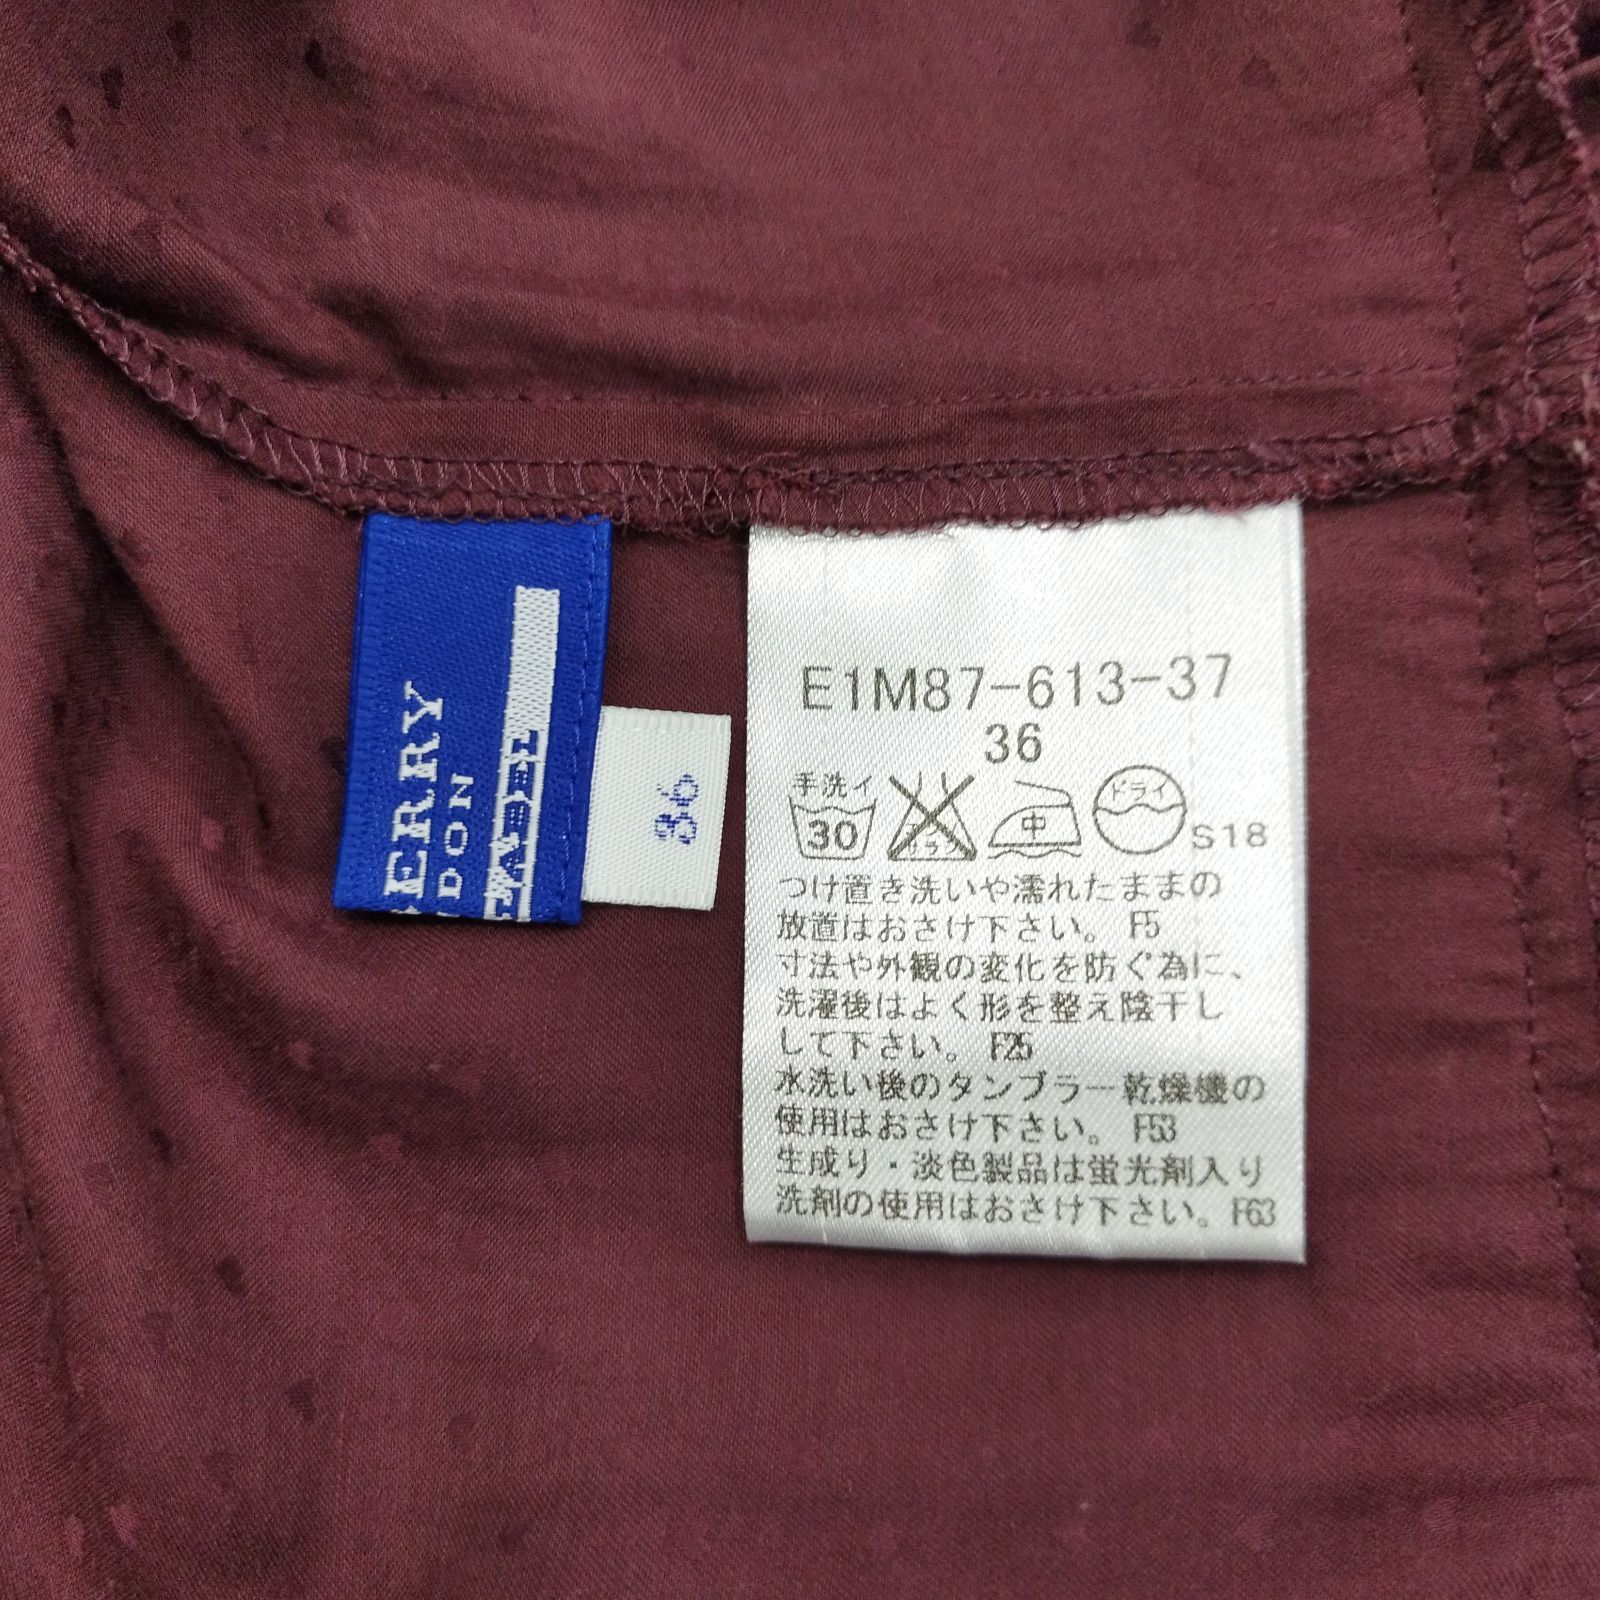 ERRY
DON
36
E1M87-613-37
36
手洗イ
30
中
ドライ
S18
つけ置き洗いや濡れたままの
放置はおさけ下さい。 F5
寸法や外観の変化を防ぐ為に、
洗濯後はよく形を整え陰干し
して下さい。 F25
水洗い後のタンブラー乾燥機の
使用はおさけ下さい。 F53
生成り・淡色製品は蛍光剤入り
洗剤の使用はおさけ下さい。F63